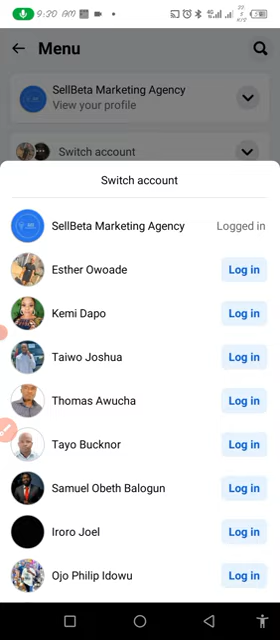 9:30 AM
Menu
SellBeta Marketing Agency
View your profile
Switch account
Switch account
SellBeta Marketing Agency Logged in
Esther Owoade Log in
Kemi Dapo Log in
Taiwo Joshua Log in
Thomas Awucha Log in
Tayo Bucknor Log in
Samuel Obeth Balogun Log in
Iroro Joel Log in
Ojo Philip Idowu Log in